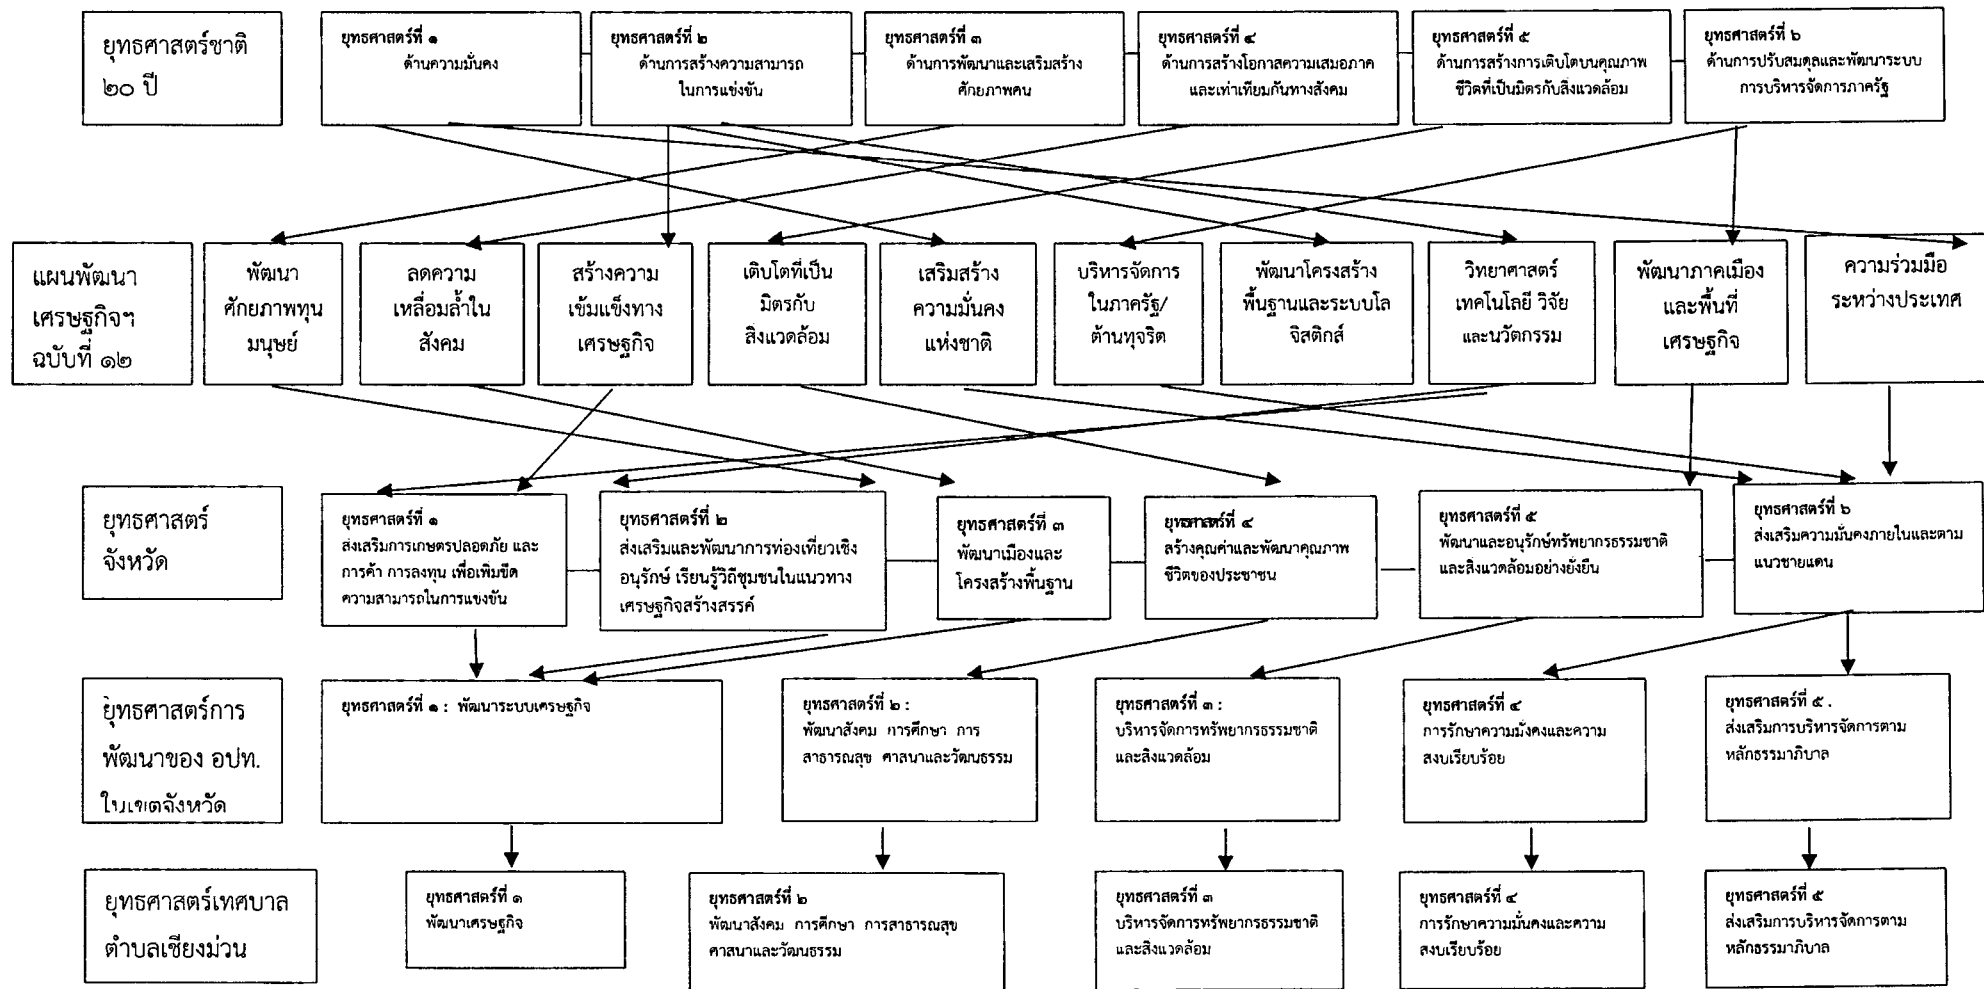 ยุทธศาสตร์ชาติ
๒๐ ปี
ยุทธศาสตร์ที่ ๑
ด้านความมั่นคง
ยุทธศาสตร์ที่ ๒
ด้านการสร้างความสามารถ
ในการแข่งขัน
ยุทธศาสตร์ที่ ๓
ด้านการพัฒนาและเสริมสร้าง
ศักยภาพคน
ยุทธศาสตร์ที่ ๔
ด้านการสร้างโอกาสความเสมอภาค
และเท่าเทียมกันทางสังคม
ยุทธศาสตร์ที่ ๕
ด้านการสร้างการเติบโตบนคุณภาพ
ชีวิตที่เป็นมิตรกับสิ่งแวดล้อม
ยุทธศาสตร์ที่ ๖
ด้านการปรับสมดุลและพัฒนาระบบ
การบริหารจัดการภาครัฐ
แผนพัฒนา
เศรษฐกิจฯ
ฉบับที่ ๑๒
พัฒนา
ศักยภาพทุน
มนุษย์
ลดความ
เหลื่อมล้ำใน
สังคม
สร้างความ
เข้มแข็งทาง
เศรษฐกิจ
เติบโตที่เป็น
มิตรกับ
สิ่งแวดล้อม
เสริมสร้าง
ความมั่นคง
แห่งชาติ
บริหารจัดการ
ในภาครัฐ/
ต้านทุจริต
พัฒนาโครงสร้าง
พื้นฐานและระบบโล
จิสติกส์
วิทยาศาสตร์
เทคโนโลยี วิจัย
และนวัตกรรม
พัฒนาภาคเมือง
และพื้นที่
เศรษฐกิจ
ความร่วมมือ
ระหว่างประเทศ
ยุทธศาสตร์
จังหวัด
ยุทธศาสตร์ที่ ๑
ส่งเสริมการเกษตรปลอดภัย และ
การค้า การลงทุน เพื่อเพิ่มขีด
ความสามารถในการแข่งขัน
ยุทธศาสตร์ที่ ๒
ส่งเสริมและพัฒนาการท่องเที่ยวเชิง
อนุรักษ์ เรียนรู้วิถีชุมชนในแนวทาง
เศรษฐกิจสร้างสรรค์
ยุทธศาสตร์ที่ ๓
พัฒนาเมืองและ
โครงสร้างพื้นฐาน
ยุทธศาสตร์ที่ ๔
สร้างคุณค่าและพัฒนาคุณภาพ
ชีวิตของประชาชน
ยุทธศาสตร์ที่ ๕
พัฒนาและอนุรักษ์ทรัพยากรธรรมชาติ
และสิ่งแวดล้อมอย่างยั่งยืน
ยุทธศาสตร์ที่ ๖
ส่งเสริมความมั่นคงภายในและตาม
แนวชายแดน
ยุทธศาสตร์การ
พัฒนาของ อปท.
ในเขตจังหวัด
ยุทธศาสตร์ที่ ๑ : พัฒนาระบบเศรษฐกิจ
ยุทธศาสตร์ที่ ๒ :
พัฒนาสังคม การศึกษา การ
สาธารณสุข ศาสนาและวัฒนธรรม
ยุทธศาสตร์ที่ ๓ :
บริหารจัดการทรัพยากรธรรมชาติ
และสิ่งแวดล้อม
ยุทธศาสตร์ที่ ๔
การรักษาความมั่งคงและความ
สงบเรียบร้อย
ยุทธศาสตร์ที่ ๕ .
ส่งเสริมการบริหารจัดการตาม
หลักธรรมาภิบาล
ยุทธศาสตร์เทศบาล
ตำบลเชียงม่วน
ยุทธศาสตร์ที่ ๑
พัฒนาเศรษฐกิจ
ยุทธศาสตร์ที่ ๒
พัฒนาสังคม การศึกษา การสาธารณสุข
ศาสนาและวัฒนธรรม
ยุทธศาสตร์ที่ ๓
บริหารจัดการทรัพยากรธรรมชาติ
และสิ่งแวดล้อม
ยุทธศาสตร์ที่ ๔
การรักษาความมั่นคงและความ
สงบเรียบร้อย
ยุทธศาสตร์ที่ ๕
ส่งเสริมการบริหารจัดการตาม
หลักธรรมาภิบาล